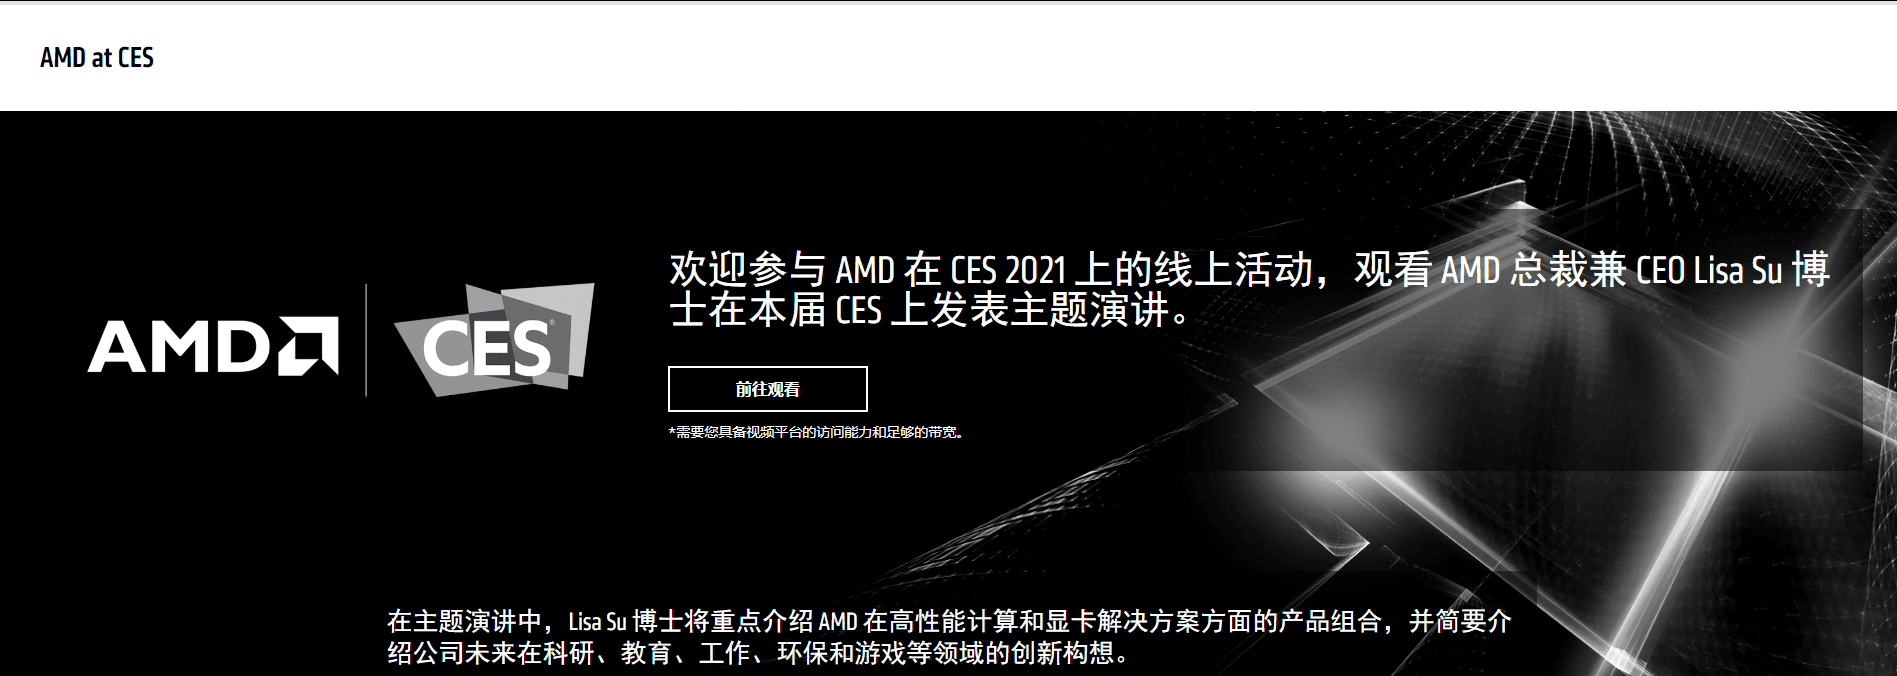 AMD at CES
欢迎参与 AMD 在 CES 2021 上的线上活动，观看 AMD 总裁兼 CEO Lisa Su 博
士在本届 CES 上发表主题演讲。
AMD
CES®
前往观看
*需要您具备视频平台的访问能力和足够的带宽。
在主题演讲中，Lisa Su 博士将重点介绍 AMD 在高性能计算和显卡解决方案方面的产品组合，并简要介
绍公司未来在科研、教育、工作、环保和游戏等领域的创新构想。